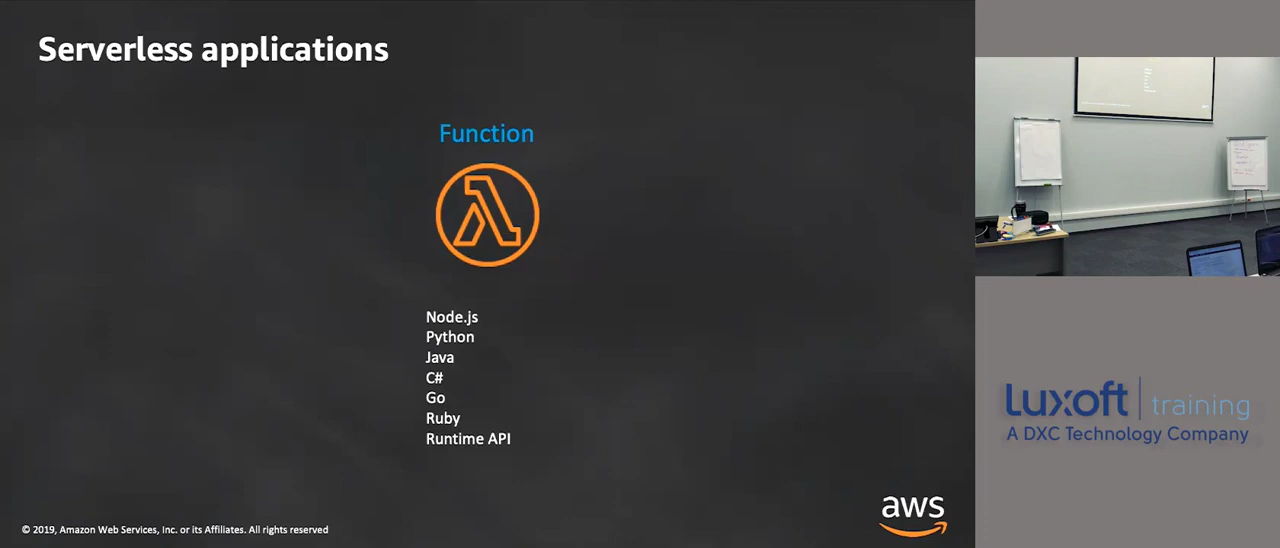 Serverless applications
Function
Node.js
Python
Java
C#
Go
Ruby
Runtime API
© 2019, Amazon Web Services, Inc. or its Affiliates. All rights reserved
aws
Luxoft training
A DXC Technology Company